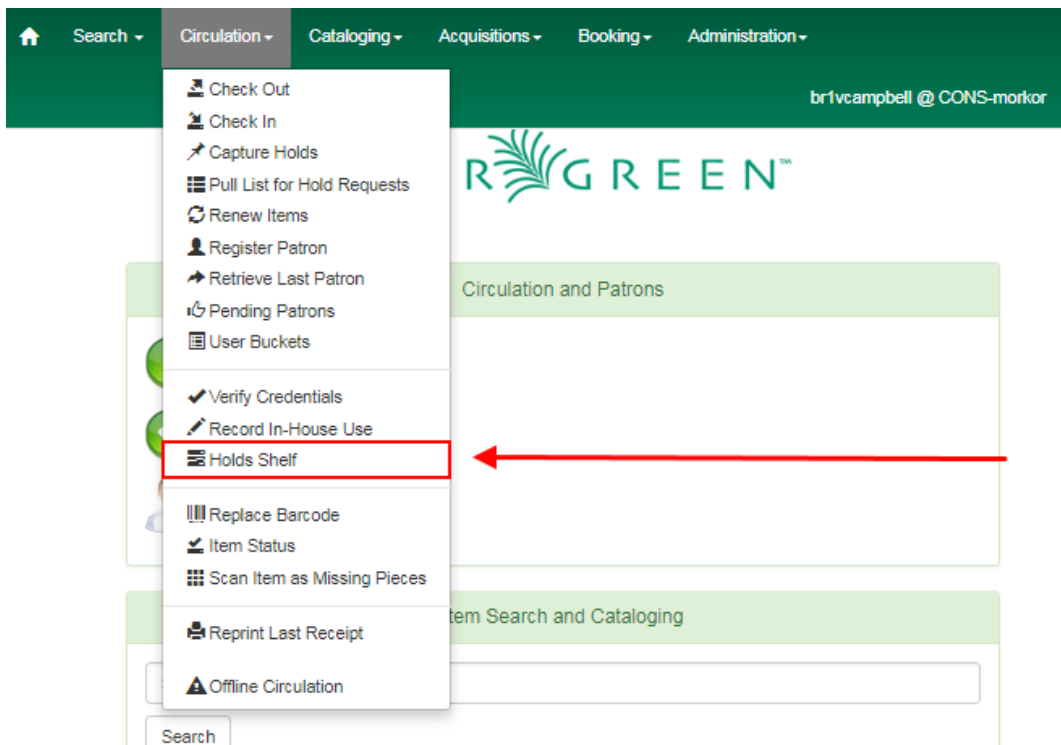 Search Circulation Cataloging Acquisitions Booking Administration
br1vcampbell @ CONS-morkor
Check Out
Check In
Capture Holds
Pull List for Hold Requests
Renew Items
Register Patron
Retrieve Last Patron
Pending Patrons
User Buckets
Verify Credentials
Record In-House Use
Holds Shelf
Replace Barcode
Item Status
Scan Item as Missing Pieces
Reprint Last Receipt
Offline Circulation
R GREEN™
Circulation and Patrons
tem Search and Cataloging
Search